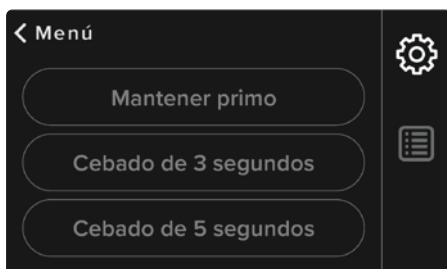 Menú
Mantener primo
Cebado de 3 segundos
Cebado de 5 segundos